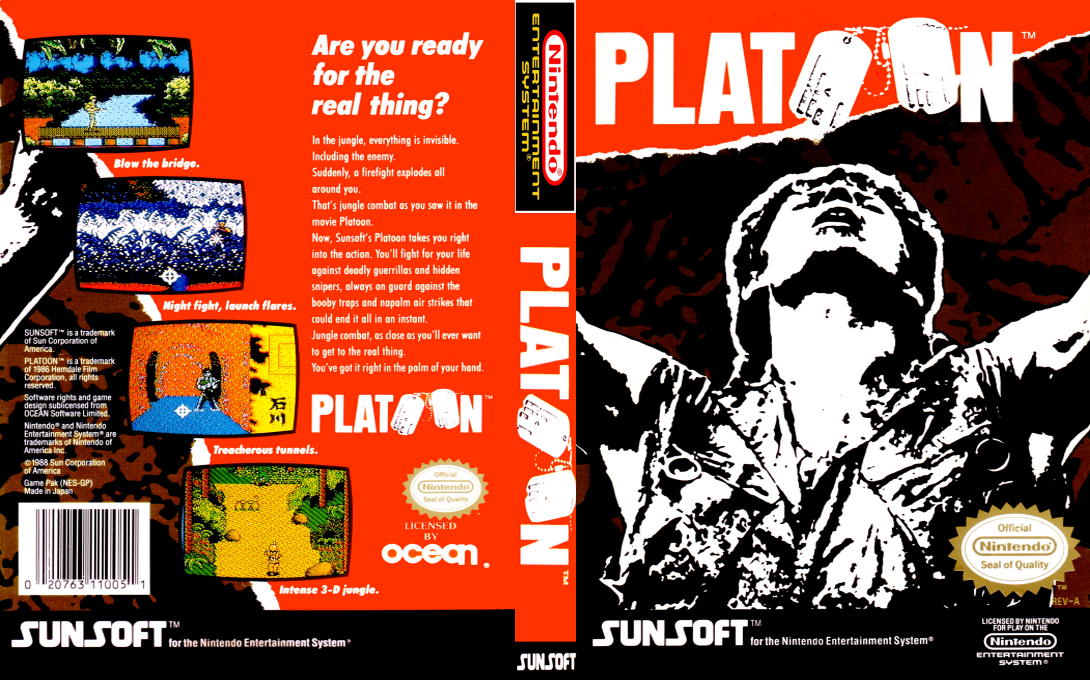 Are you ready
for the
real thing?
In the jungle, everything is invisible.
Including the enemy.
Suddenly, a firefight explodes all
around you.
That's jungle combat as you saw it in the
movie Platoon.
Now, Sunsoft's Platoon takes you right
into the action. You'll fight for your life
against deadly guerrillas and hidden
snipers, always on guard against the
booby traps and napalm air strikes that
could end it all in an instant.
Jungle combat, as close as you'll ever want
to get to the real thing.
You've got it right in the palm of your hand.
PLATOON™
Blow the bridge.
Night fight, launch flares.
Treacherous tunnels.
Intense 3-D jungle.
SUNSOFT™ is a trademark
of Sun Corporation of
America.
PLATOON™ is a trademark
of 1986 Hemdale Film
Corporation, all rights
reserved.
Software rights and game
design sublicensed from
OCEAN Software Limited.
Nintendo® and Nintendo
Entertainment System® are
trademarks of Nintendo of
America Inc.
©1988 Sun Corporation
of America
Game Pak (NES-GP)
Made in Japan
0 20763 11005 1
Official
Nintendo
Seal of Quality
LICENSED
BY
ocean®
SUNSOFT™ for the Nintendo Entertainment System®
Nintendo®
ENTERTAINMENT
SYSTEM®
PLATOON™
SUNSOFT
PLATOON™
Official
Nintendo
Seal of Quality
TM
REV-A
SUNSOFT™ for the Nintendo Entertainment System®
LICENSED BY NINTENDO
FOR PLAY ON THE
Nintendo
ENTERTAINMENT
SYSTEM®